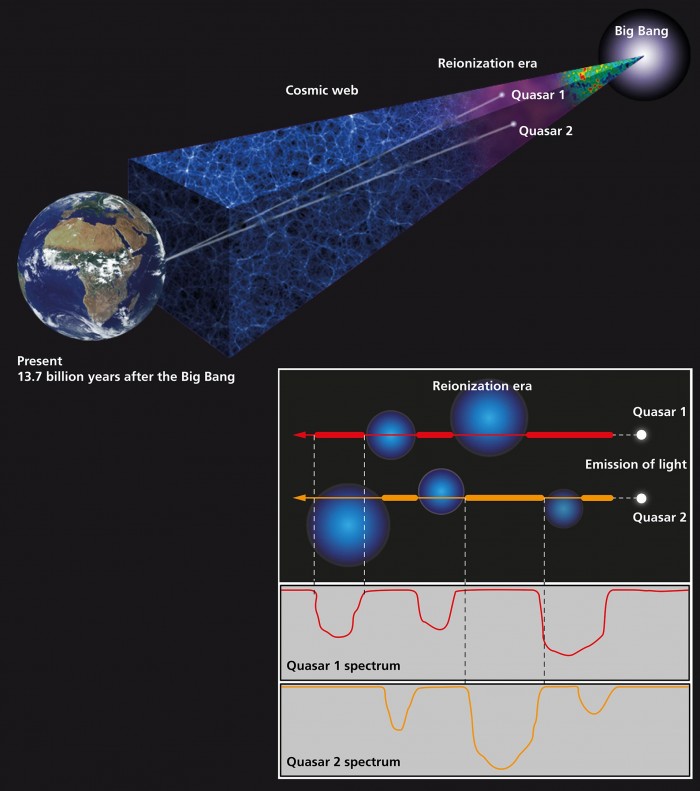 Big Bang
Reionization era
Cosmic web
Quasar 1
Quasar 2
Present
13.7 billion years after the Big Bang
Reionization era
Quasar 1
Emission of light
Quasar 2
Quasar 1 spectrum
Quasar 2 spectrum